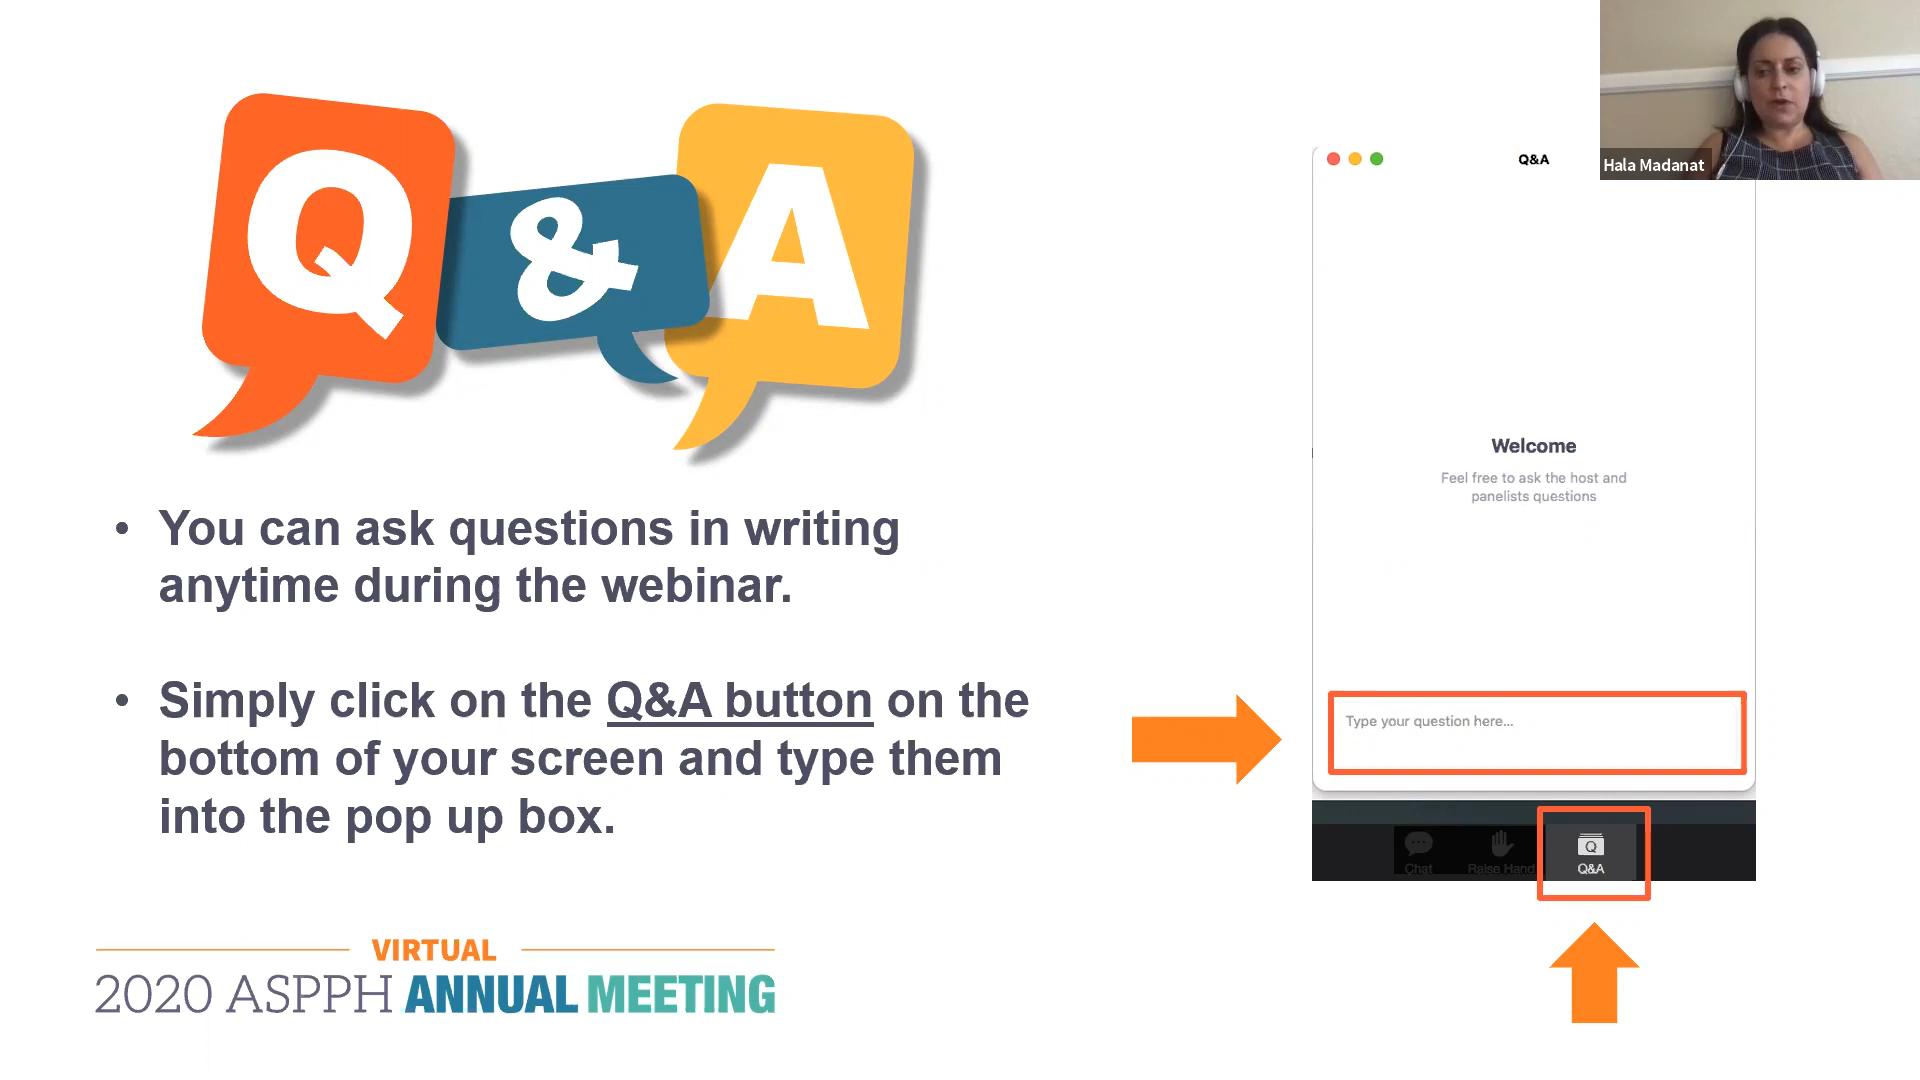 Q & A
Hala Madanat
Q&A
Welcome
Feel free to ask the host and
panelists questions
• You can ask questions in writing
anytime during the webinar.
• Simply click on the Q&A button on the
bottom of your screen and type them
into the pop up box.
Type your question here...
Chat
Raise Hand
Q
Q&A
VIRTUAL
2020 ASPPH ANNUAL MEETING